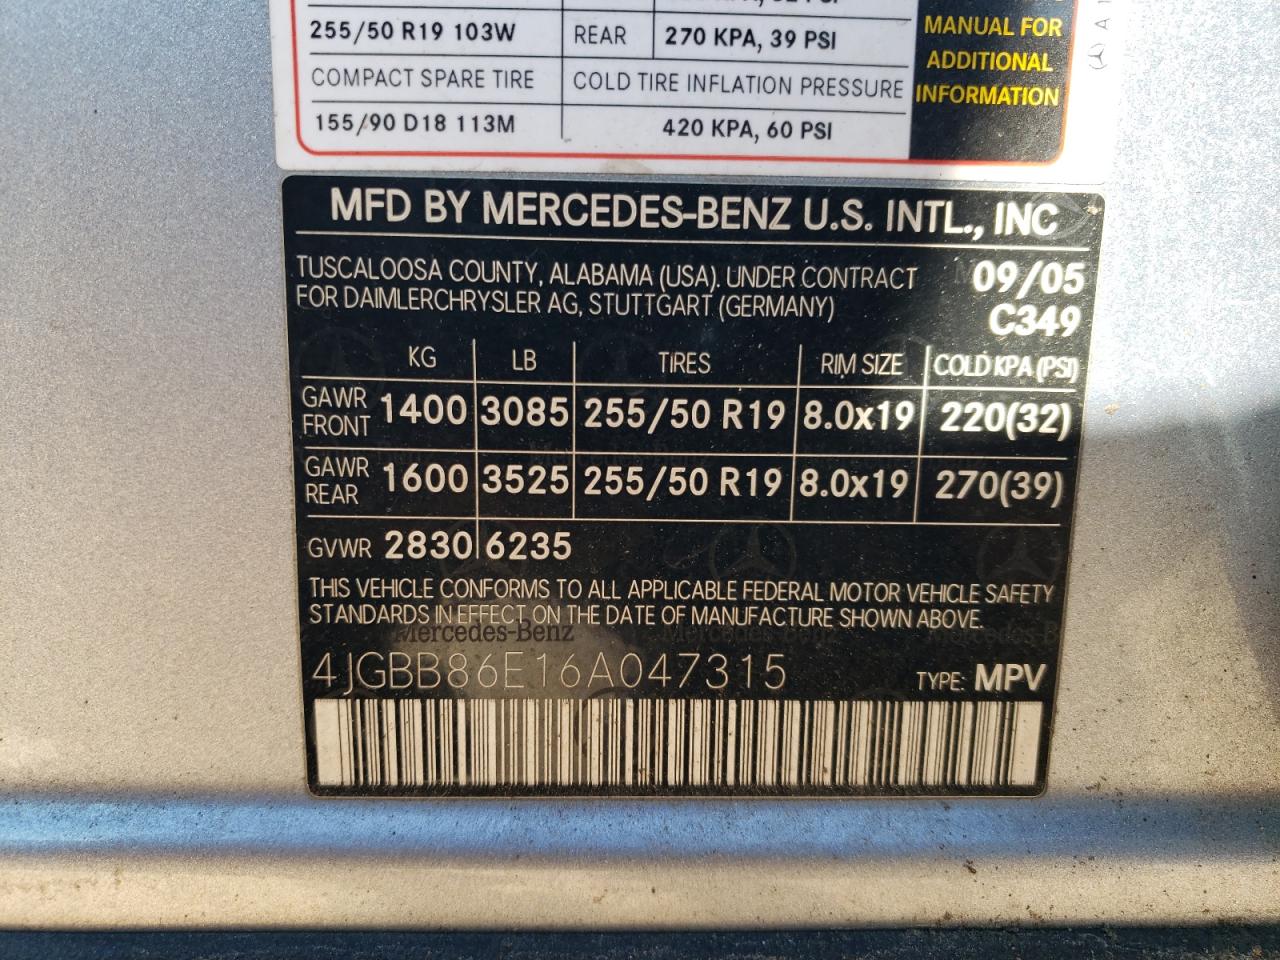 255/50 R19 103W REAR 270 KPA, 39 PSI
COMPACT SPARE TIRE COLD TIRE INFLATION PRESSURE
155/90 D18 113M 420 KPA, 60 PSI
MANUAL FOR
ADDITIONAL
INFORMATION
MFD BY MERCEDES-BENZ U.S. INTL., INC
TUSCALOOSA COUNTY, ALABAMA (USA). UNDER CONTRACT 09/05
FOR DAIMLERCHRYSLER AG, STUTTGART (GERMANY) C349
KG LB TIRES RIM SIZE COLD KPA (PSI)
GAWR FRONT 1400 3085 255/50 R19 8.0x19 220(32)
GAWR REAR 1600 3525 255/50 R19 8.0x19 270(39)
GVWR 2830 6235
THIS VEHICLE CONFORMS TO ALL APPLICABLE FEDERAL MOTOR VEHICLE SAFETY
STANDARDS IN EFFECT ON THE DATE OF MANUFACTURE SHOWN ABOVE.
Mercedes-Benz Mercedes-Benz Mercedes-B
4JGBB86E16A047315 TYPE: MPV